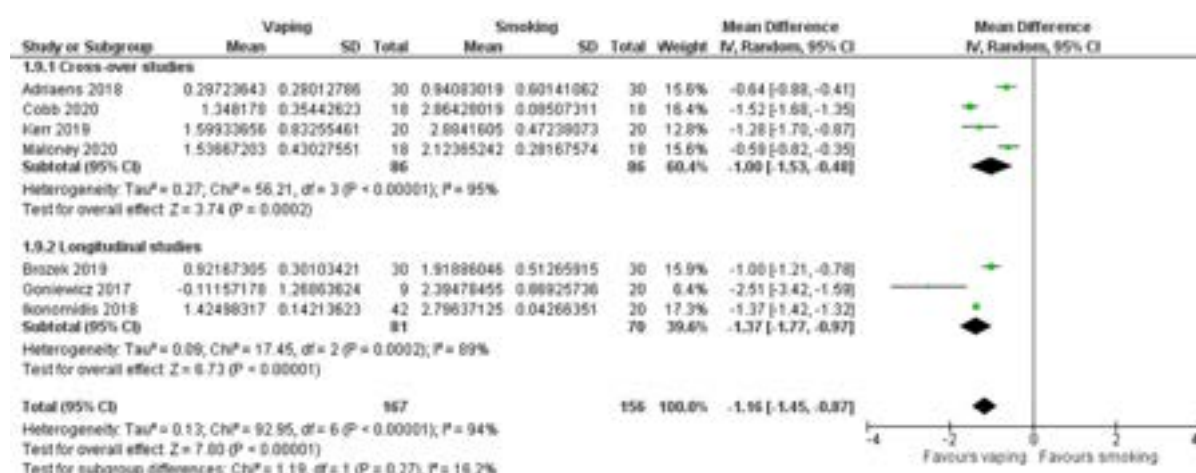 Vaping Smoking Mean Difference Mean Difference
Study or Subgroup Mean SD Total Mean SD Total Weight IV, Random, 95% CI IV, Random, 95% CI
1.9.1 Cross-over studies
Adriaens 2018 0.29723643 0.28012786 30 0.94083019 0.60141062 30 15.6% -0.64 [-0.88, -0.41]
Cobb 2020 1.348178 0.35442623 18 2.86428019 0.08507311 18 16.4% -1.52 [-1.68, -1.35]
Kerr 2019 1.59933656 0.83255461 20 2.8841605 0.47238073 20 12.8% -1.28 [-1.70, -0.87]
Maloney 2020 1.53667203 0.43027551 18 2.12365242 0.28167574 18 15.6% -0.59 [-0.82, -0.35]
Subtotal (95% CI) 86 86 60.4% -1.00 [-1.53, -0.48]
Heterogeneity: Tau² = 0.27; Chi² = 56.21, df = 3 (P < 0.00001); I² = 95%
Test for overall effect: Z = 3.74 (P = 0.0002)
1.9.2 Longitudinal studies
Brozek 2019 0.92167305 0.30103421 30 1.91886046 0.51265915 30 15.9% -1.00 [-1.21, -0.78]
Goniewicz 2017 -0.11157178 1.26863624 9 2.39478455 0.88925736 20 6.4% -2.51 [-3.42, -1.59]
Ikonomidis 2018 1.42498317 0.14213623 42 2.79637125 0.04266351 20 17.3% -1.37 [-1.42, -1.32]
Subtotal (95% CI) 81 70 39.6% -1.37 [-1.77, -0.97]
Heterogeneity: Tau² = 0.09; Chi² = 17.45, df = 2 (P = 0.0002); I² = 89%
Test for overall effect: Z = 6.73 (P < 0.00001)
Total (95% CI) 167 156 100.0% -1.16 [-1.45, -0.87]
Heterogeneity: Tau² = 0.13; Chi² = 92.95, df = 6 (P < 0.00001); I² = 94%
Test for overall effect: Z = 7.80 (P < 0.00001)
Test for subgroup differences: Chi² = 1.19, df = 1 (P = 0.27), I² = 16.2%
-4 -2 0 2 4
Favours vaping Favours smoking